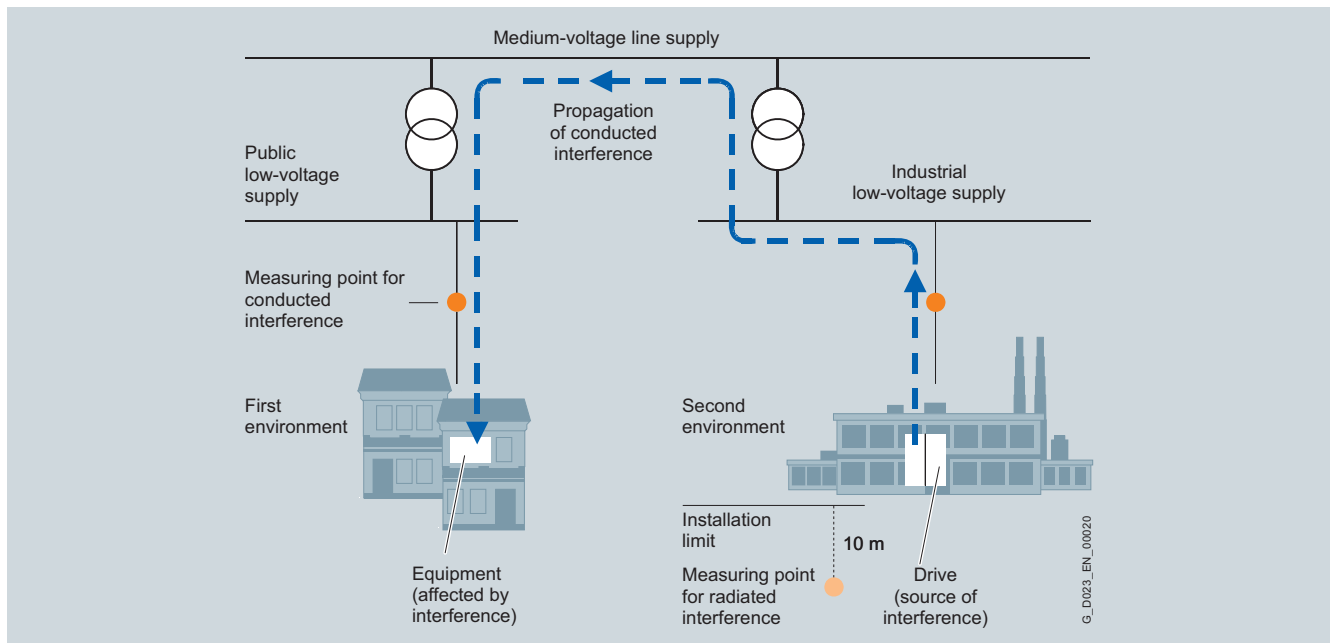 Medium-voltage line supply
Propagation
of conducted
interference
Public
low-voltage
supply
Industrial
low-voltage supply
Measuring point for
conducted
interference
First
environment
Second
environment
Installation
limit
10 m
Measuring point
for radiated
interference
Equipment
(affected by
interference)
Drive
(source of
interference)
G_D023_EN_00020